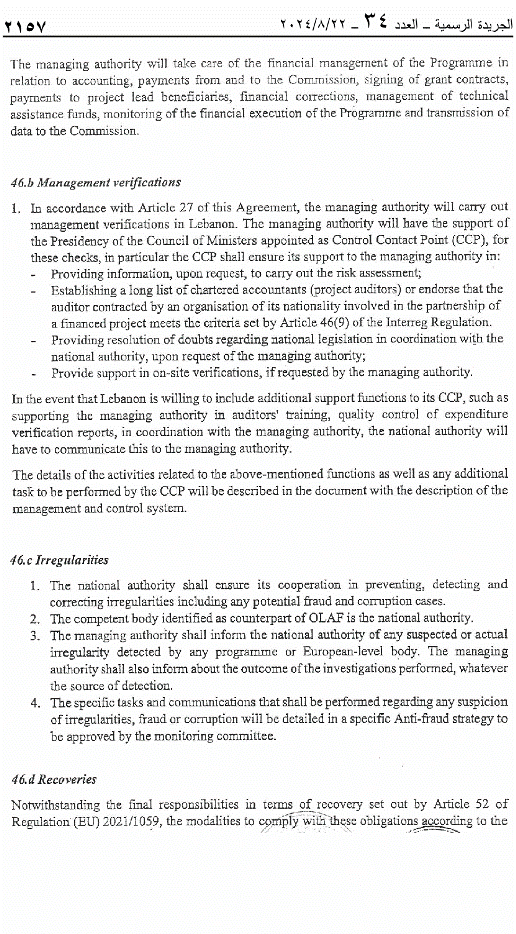 الجريدة الرسمية – العدد ٣٤ – ٢٠٢٤/٨/٢٢ ٢١٥٧
The managing authority will take care of the financial management of the Programme in
relation to accounting, payments from and to the Commission, signing of grant contracts,
payments to project lead beneficiaries, financial corrections, management of technical
assistance funds, monitoring of the financial execution of the Programme and transmission of
data to the Commission.
46.b Management verifications
1. In accordance with Article 27 of this Agreement, the managing authority will carry out
management verifications in Lebanon. The managing authority will have the support of
the Presidency of the Council of Ministers appointed as Control Contact Point (CCP), for
these checks, in particular the CCP shall ensure its support to the managing authority in:
- Providing information, upon request, to carry out the risk assessment;
- Establishing a long list of chartered accountants (project auditors) or endorse that the
auditor contracted by an organisation of its nationality involved in the partnership of
a financed project meets the criteria set by Article 46(9) of the Interreg Regulation.
- Providing resolution of doubts regarding national legislation in coordination with the
national authority, upon request of the managing authority;
- Provide support in on-site verifications, if requested by the managing authority.
In the event that Lebanon is willing to include additional support functions to its CCP, such as
supporting the managing authority in auditors' training, quality control of expenditure
verification reports, in coordination with the managing authority, the national authority will
have to communicate this to the managing authority.
The details of the activities related to the above-mentioned functions as well as any additional
task to be performed by the CCP will be described in the document with the description of the
management and control system.
46.c Irregularities
1. The national authority shall ensure its cooperation in preventing, detecting and
correcting irregularities including any potential fraud and corruption cases.
2. The competent body identified as counterpart of OLAF is the national authority.
3. The managing authority shall inform the national authority of any suspected or actual
irregularity detected by any programme or European-level body. The managing
authority shall also inform about the outcome of the investigations performed, whatever
the source of detection.
4. The specific tasks and communications that shall be performed regarding any suspicion
of irregularities, fraud or corruption will be detailed in a specific Anti-fraud strategy to
be approved by the monitoring committee.
46.d Recoveries
Notwithstanding the final responsibilities in terms of recovery set out by Article 52 of
Regulation (EU) 2021/1059, the modalities to comply with these obligations according to the